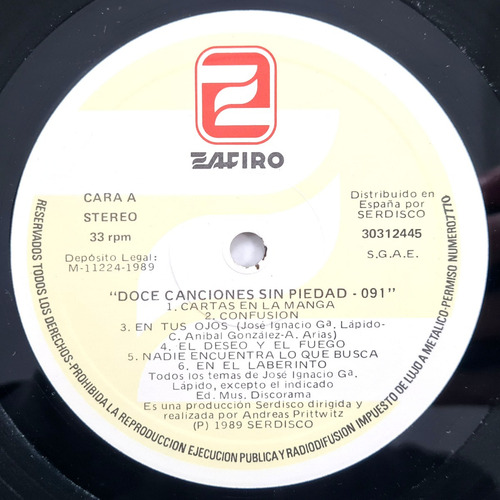 ZAFIRO
CARA A
STEREO
33 rpm
Depósito Legal:
M-11224-1989
Distribuido en
España por
SERDISCO
30312445
S.G.A.E.
"DOCE CANCIONES SIN PIEDAD - 091"
1. CARTAS EN LA MANGA
2. CONFUSION
3. EN TUS OJOS (José Ignacio Gª, Lápido-
C. Anibal González-A. Arias)
4. EL DESEO Y EL FUEGO
5. NADIE ENCUENTRA LO QUE BUSCA
6. EN EL LABERINTO
Todos los temas de José Ignacio Gª.
Lápido, excepto el indicado
Ed. Mus. Discorama
Es una producción Serdisco dirigida y
realizada por Andreas Prittwitz
(P) 1989 SERDISCO
RESERVADOS TODOS LOS DERECHOS-PROHIBIDA LA REPRODUCCION EJECUCION PUBLICA Y RADIODIFUSION IMPUESTO DE LUJO A METALICO-PERMISO NUMERO 27 TO